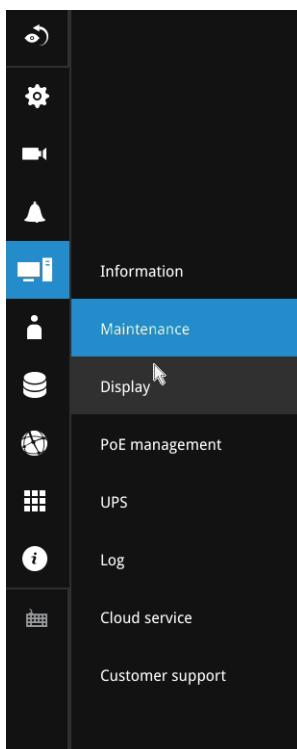 Information
Maintenance
Display
PoE management
UPS
Log
Cloud service
Customer support